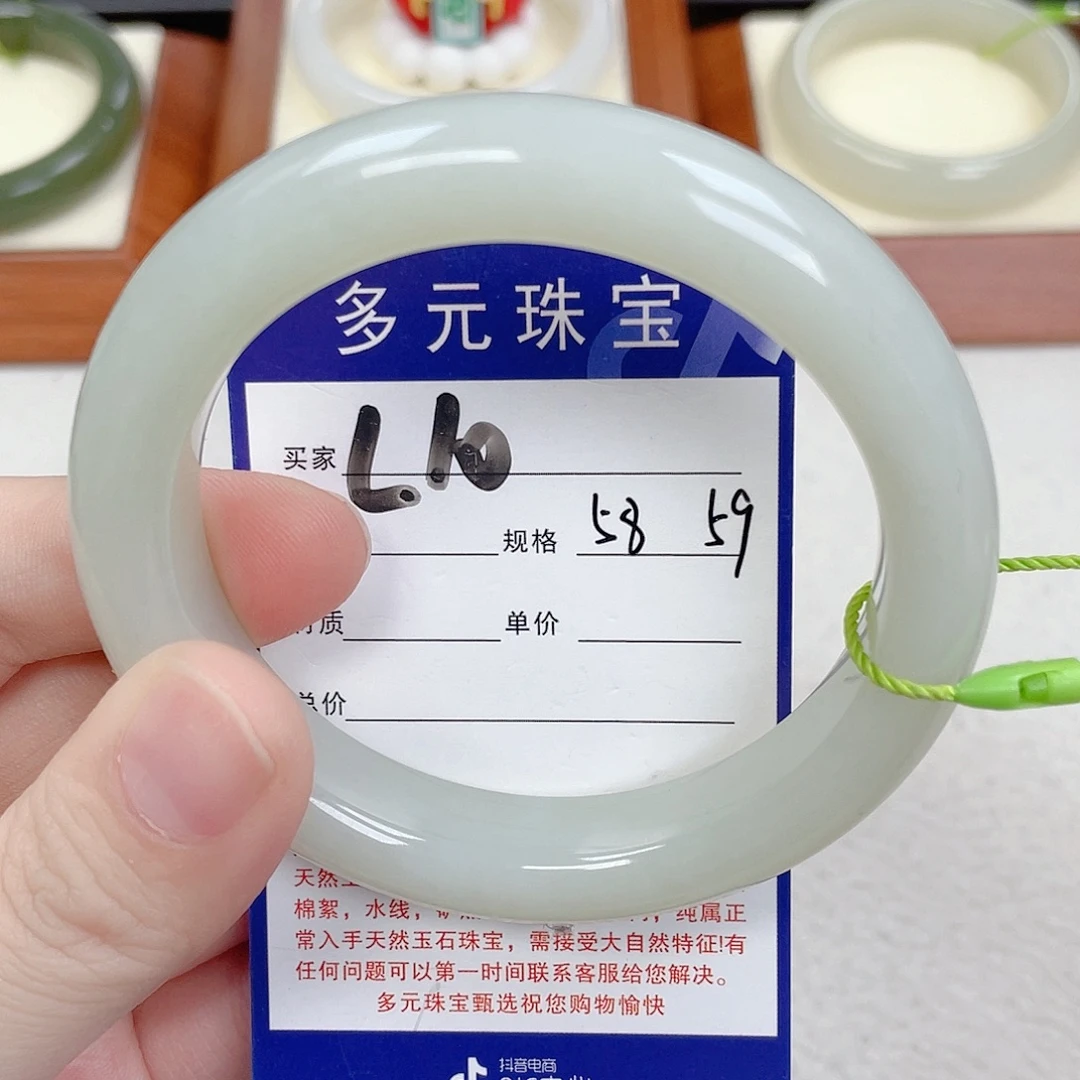 多元珠宝
买家 L.10
规格 58 59
质 单价
总价
天然
棉絮，水线，
纯属正
常入手天然玉石珠宝，需接受大自然特征!有
任何问题可以第一时间联系客服给您解决。
多元珠宝甄选祝您购物愉快
抖音电商